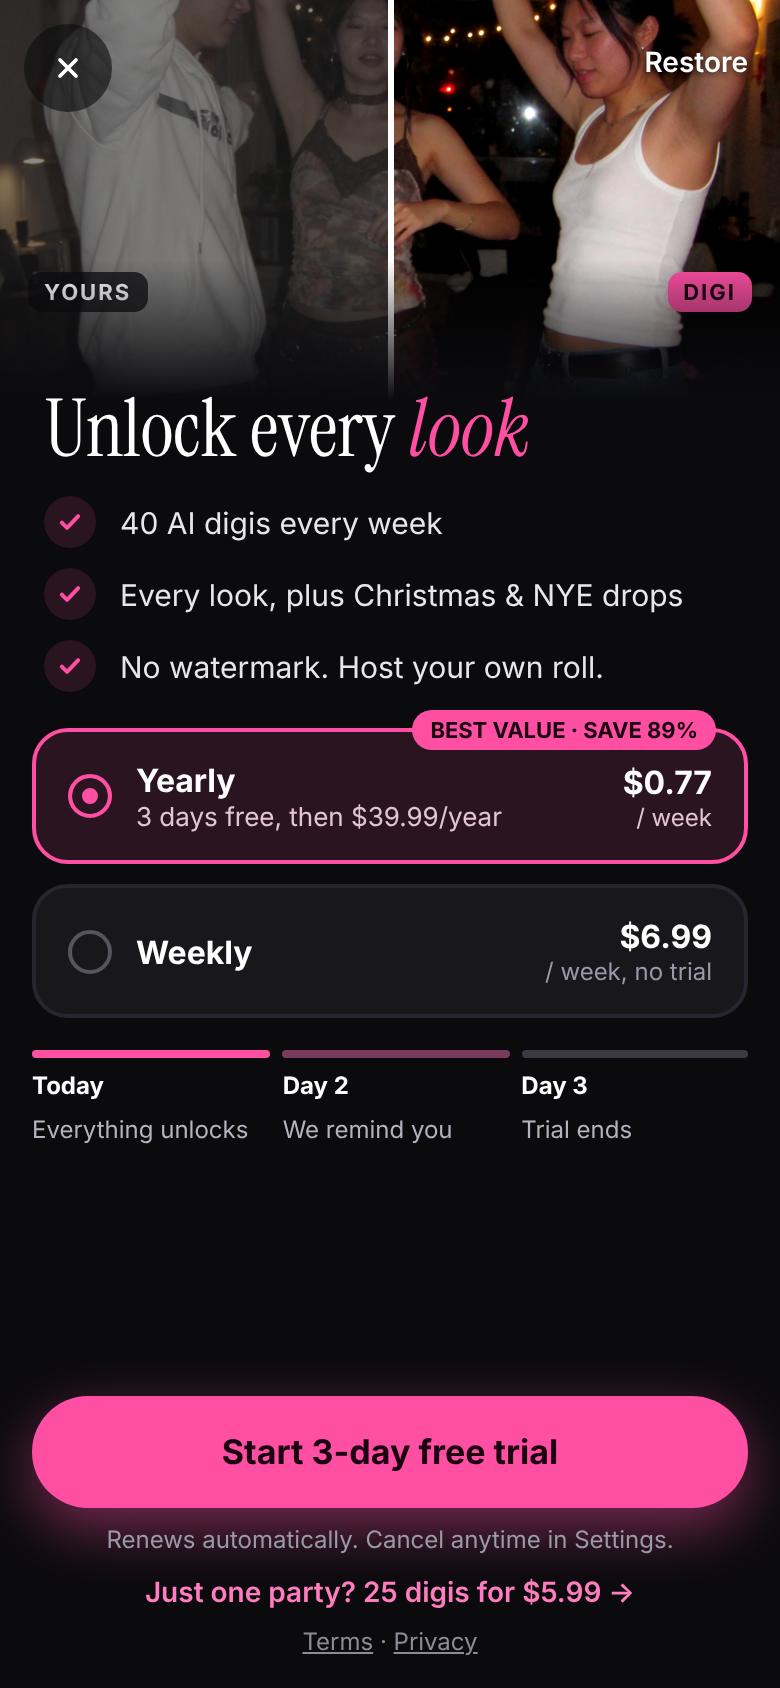 Restore
YOURS
DIGI
Unlock every look
40 AI digis every week
Every look, plus Christmas & NYE drops
No watermark. Host your own roll.
BEST VALUE · SAVE 89%
Yearly
3 days free, then $39.99/year
$0.77
/ week
Weekly
$6.99
/ week, no trial
Today
Everything unlocks
Day 2
We remind you
Day 3
Trial ends
Start 3-day free trial
Renews automatically. Cancel anytime in Settings.
Just one party? 25 digis for $5.99 →
Terms · Privacy